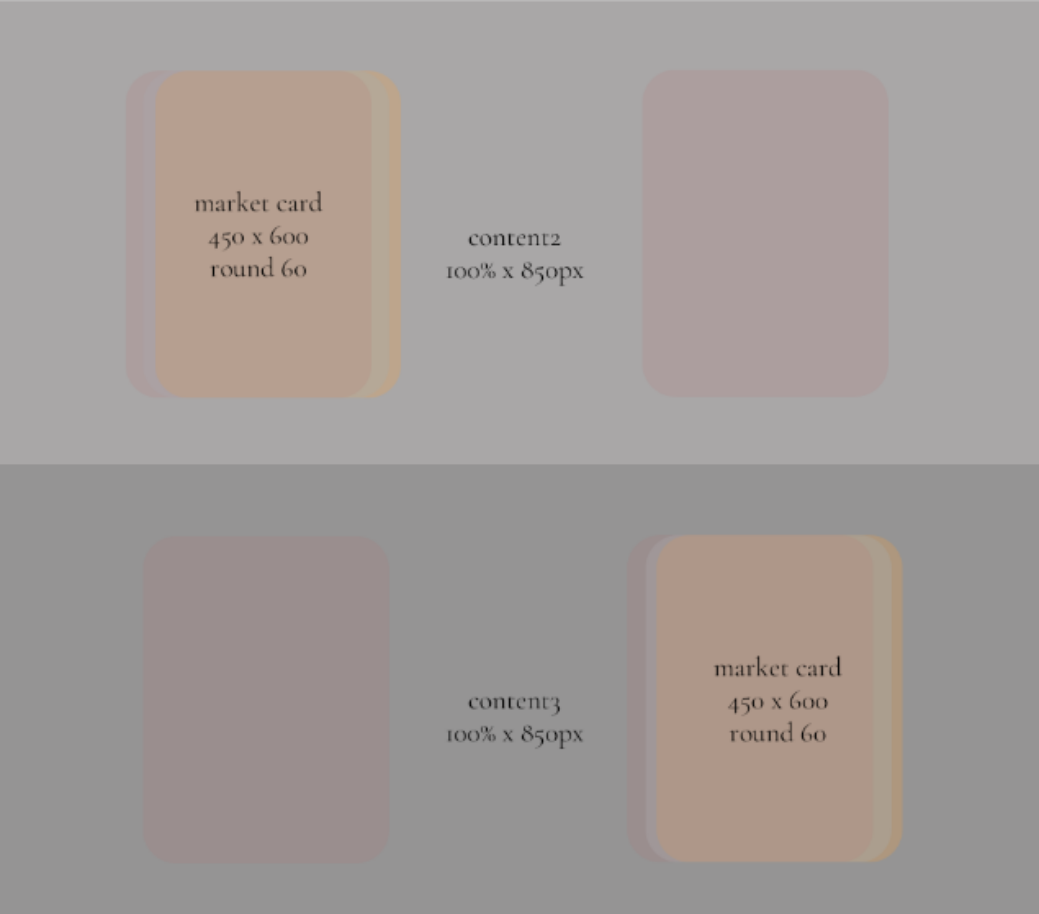 market card
450 x 600
round 60
content2
100% x 850px
market card
450 x 600
round 60
content3
100% x 850px